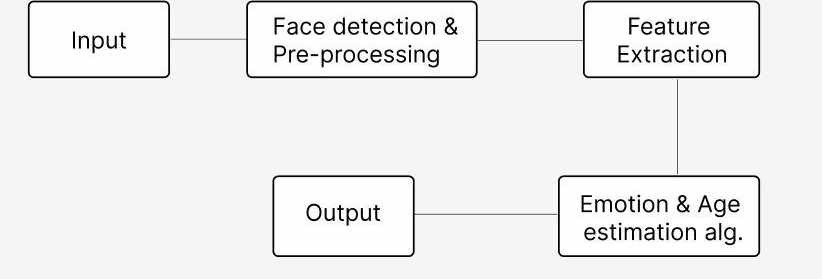 Input
Face detection &
Pre-processing
Feature
Extraction
Emotion & Age
estimation alg.
Output